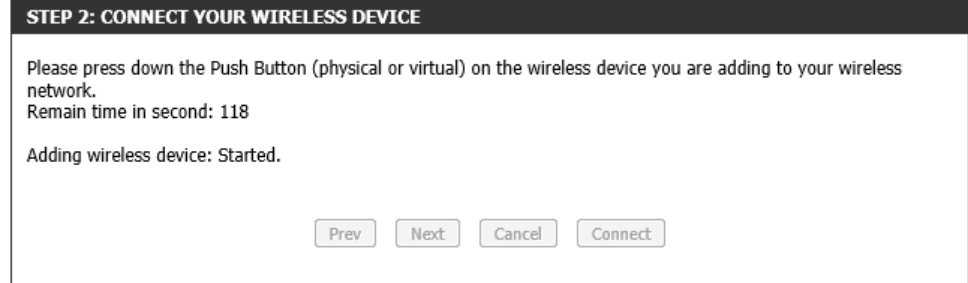 STEP 2: CONNECT YOUR WIRELESS DEVICE
Please press down the Push Button (physical or virtual) on the wireless device you are adding to your wireless
network.
Remain time in second: 118
Adding wireless device: Started.
Prev Next Cancel Connect